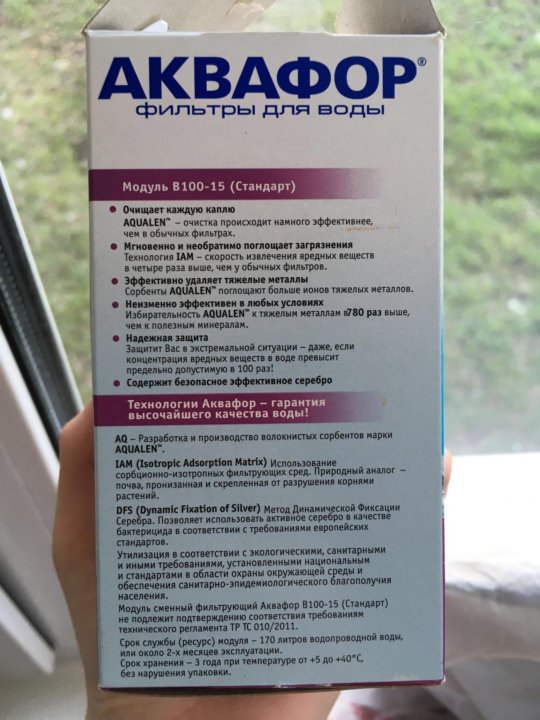 АКВАФОР®
фильтры для воды
Модуль В100-15 (Стандарт)
• Очищает каждую каплю
AQUALEN™ – очистка происходит намного эффективнее,
чем в обычных фильтрах.
• Мгновенно и необратимо поглощает загрязнения
Технология IAM – скорость извлечения вредных веществ
в четыре раза выше, чем у обычных фильтров.
• Эффективно удаляет тяжелые металлы
Сорбенты AQUALEN™ поглощают больше ионов тяжелых металлов.
• Неизменно эффективен в любых условиях
Избирательность AQUALEN™ к тяжелым металлам в780 раз выше,
чем к полезным минералам.
• Надежная защита
Защитит Вас в экстремальной ситуации – даже, если
концентрация вредных веществ в воде превысит
предельно допустимую в 100 раз!
• Содержит безопасное эффективное серебро
Технологии Аквафор – гарантия
высочайшего качества воды!
AQ – Разработка и производство волокнистых сорбентов марки
AQUALEN™.
IAM (Isotropic Adsorption Matrix) Использование
сорбционно-изотропных фильтрующих сред. Природный аналог –
почва, пронизанная и скрепленная от разрушения корнями
растений.
DFS (Dynamic Fixation of Silver) Метод Динамической Фиксации
Серебра. Позволяет использовать активное серебро в качестве
бактерицида в соответствии с требованиями европейских
стандартов.
Утилизация в соответствии с экологическими, санитарными
и иными требованиями, установленными национальным
и стандартами в области охраны окружающей среды и
обеспечения санитарно-эпидемиологического благополучия
населения.
Модуль сменный фильтрующий Аквафор В100-15 (Стандарт)
не подлежит подтверждению соответствия требованиям
технического регламента ТР ТС 010/2011.
Срок службы (ресурс) модуля – 170 литров водопроводной воды,
или около 2-х месяцев эксплуатации.
Срок хранения – 3 года при температуре от +5 до +40°С,
без нарушения упаковки.